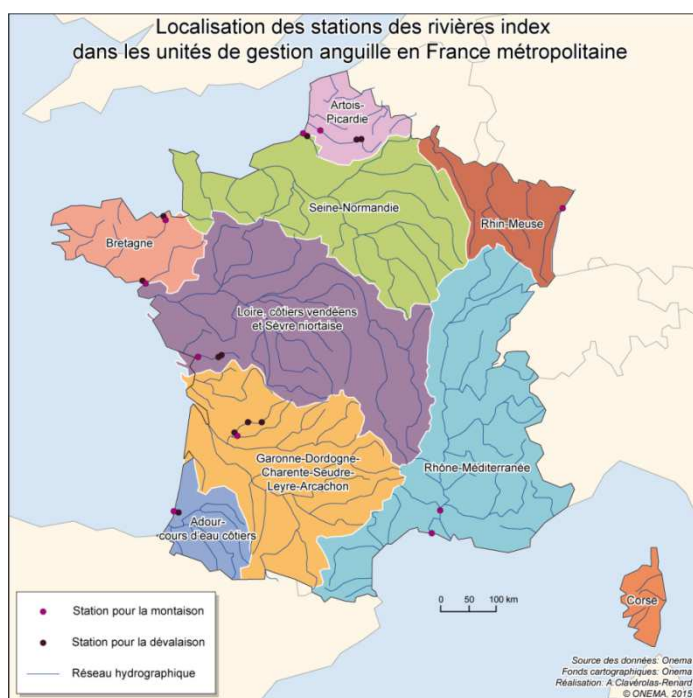 Localisation des stations des rivières index
dans les unités de gestion anguille en France métropolitaine
Artois-
Picardie
Seine-Normandie
Rhin-Meuse
Bretagne
Loire, côtiers vendéens
et Sèvre niortaise
Garonne-Dordogne-
Charente-Seudre-
Leyre-Arcachon
Rhône-Méditerranée
Adour-
cours d'eau côtiers
Corse
0 50 100 km
Station pour la montaison
Station pour la dévalaison
Réseau hydrographique
Source des données: Onema
Fonds cartographiques: Onema
Réalisation : A.Clavérolas-Renard
© ONEMA, 2015